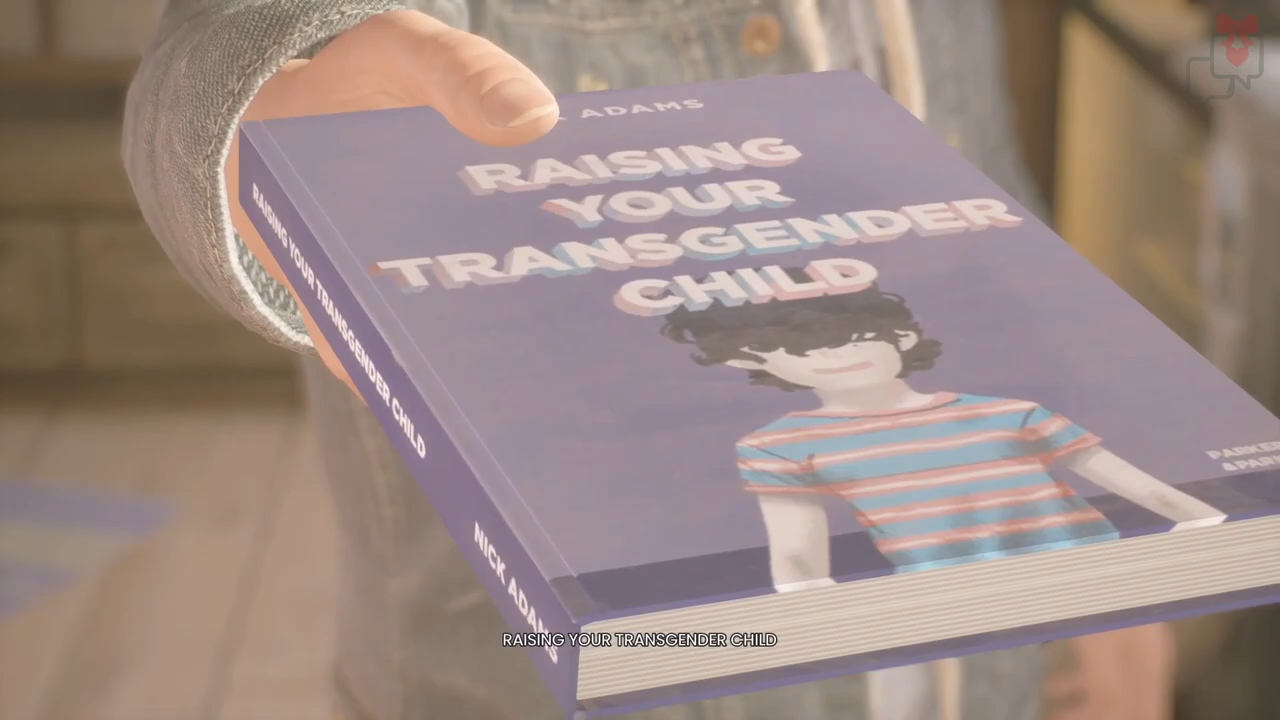 ADAMS
RAISING
YOUR
TRANSGENDER
CHILD
RAISING YOUR TRANSGENDER CHILD
NICK ADAMS
RAISING YOUR TRANSGENDER CHILD